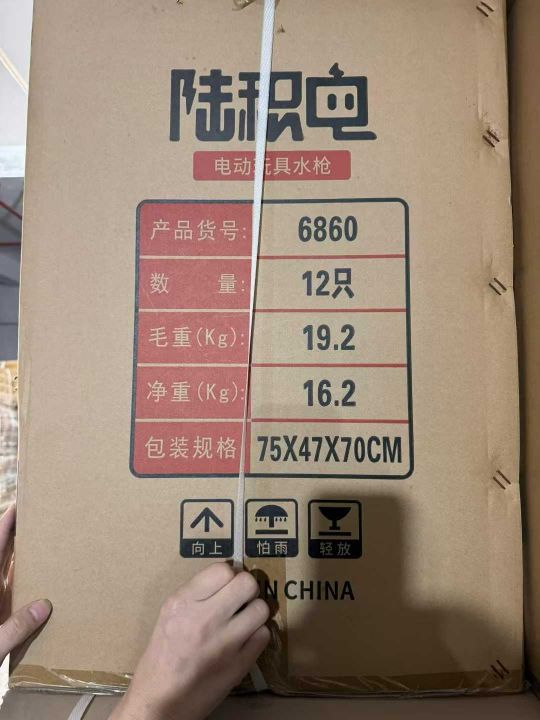 陆积电
电动玩具水枪
产品货号: 6860
数 量: 12只
毛重(Kg): 19.2
净重(Kg): 16.2
包装规格 75X47X70CM
向上 怕雨 轻放
IN CHINA